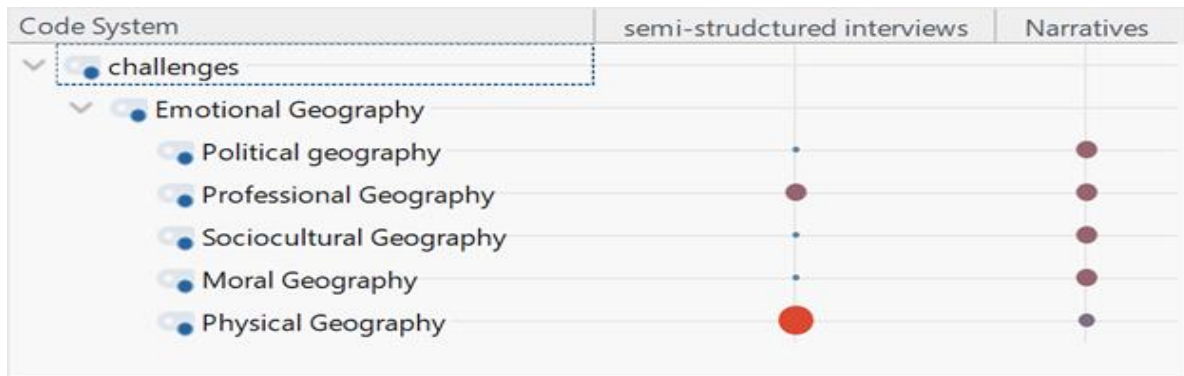 Code System semi-strudctured interviews Narratives
challenges
Emotional Geography
Political geography
Professional Geography
Sociocultural Geography
Moral Geography
Physical Geography